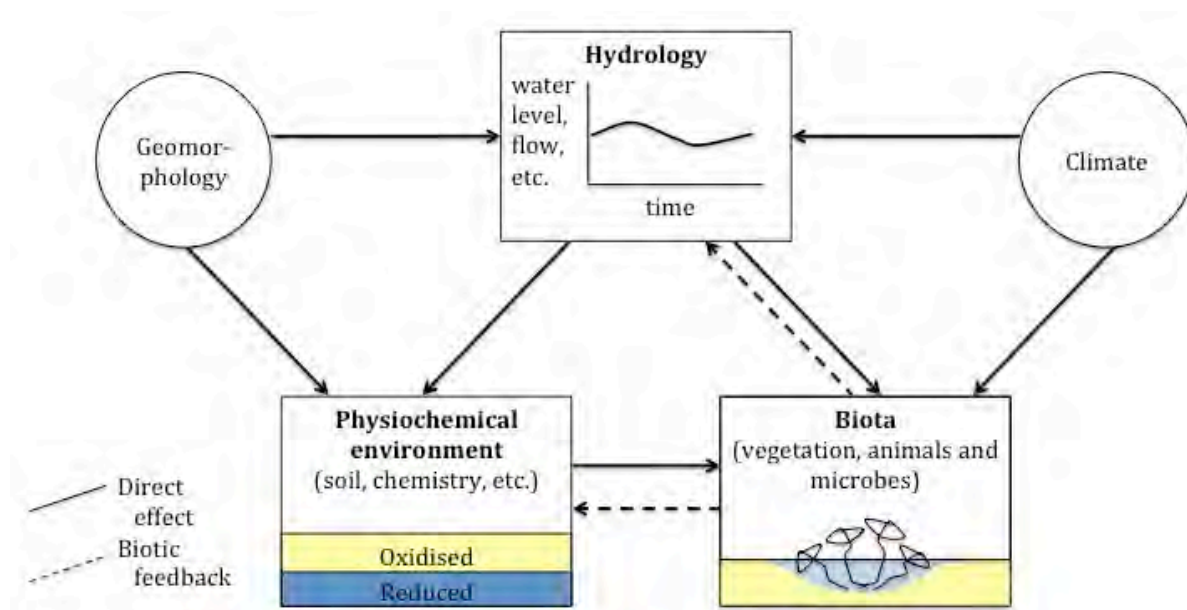 Hydrology
water
level,
flow,
etc.
time
Geomor-
phology
Climate
Physiochemical
environment
(soil, chemistry, etc.)
Oxidised
Reduced
Biota
(vegetation, animals and
microbes)
Direct
effect
Biotic
feedback